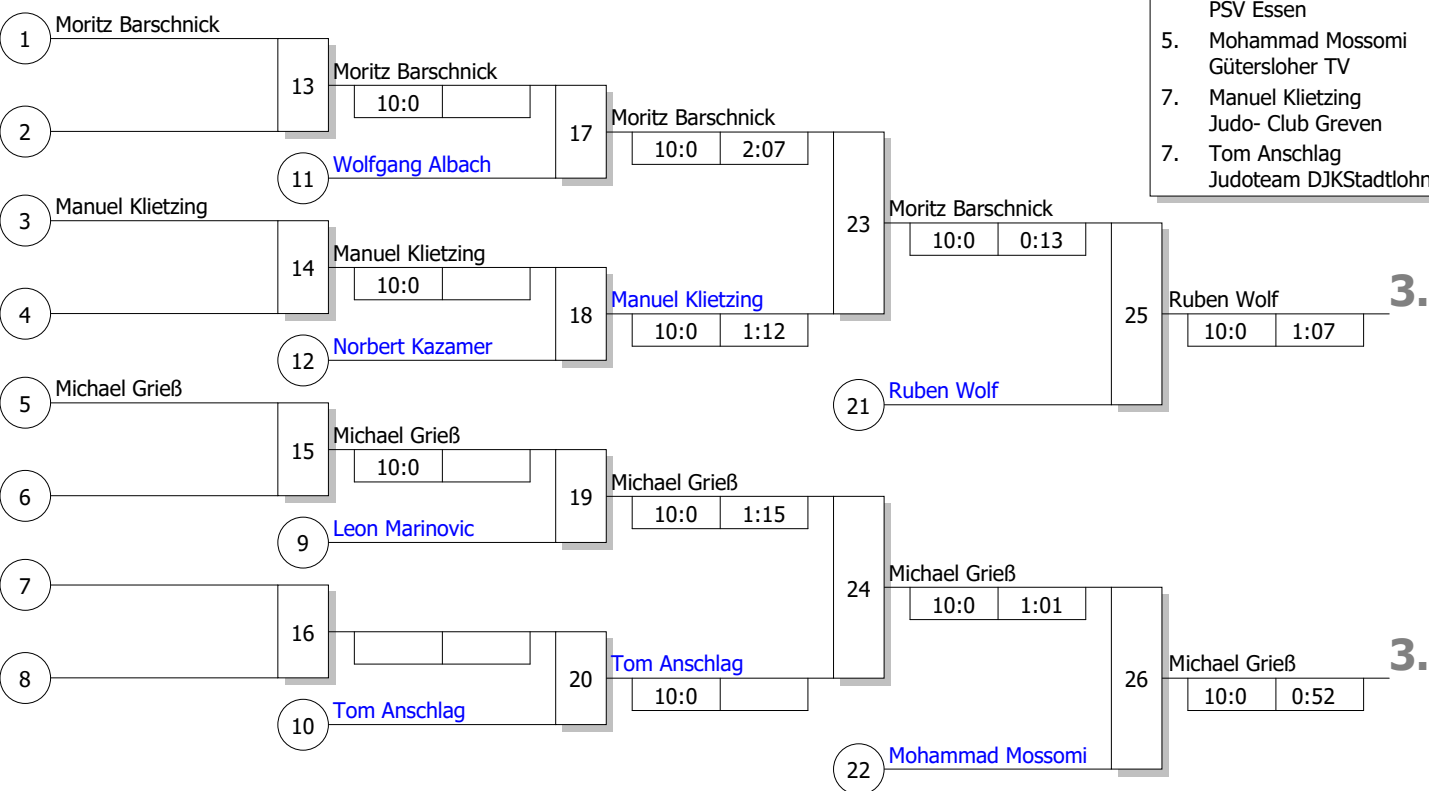 PSV Essen
5. Mohammad Mossomi
Gütersloher TV
7. Manuel Klietzing
Judo- Club Greven
7. Tom Anschlag
Judoteam DJKStadtlohn
1 Moritz Barschnick
13 Moritz Barschnick
10:0
2
17 Moritz Barschnick
10:0 2:07
11 Wolfgang Albach
3 Manuel Klietzing
23 Moritz Barschnick
10:0 0:13
14 Manuel Klietzing
10:0
4
18 Manuel Klietzing
10:0 1:12
12 Norbert Kazamer
25 Ruben Wolf 3.
10:0 1:07
21 Ruben Wolf
5 Michael Grieß
15 Michael Grieß
10:0
6
19 Michael Grieß
10:0 1:15
9 Leon Marinovic
7
24 Michael Grieß
10:0 1:01
16
8
20 Tom Anschlag
10:0
10 Tom Anschlag
26 Michael Grieß 3.
10:0 0:52
22 Mohammad Mossomi